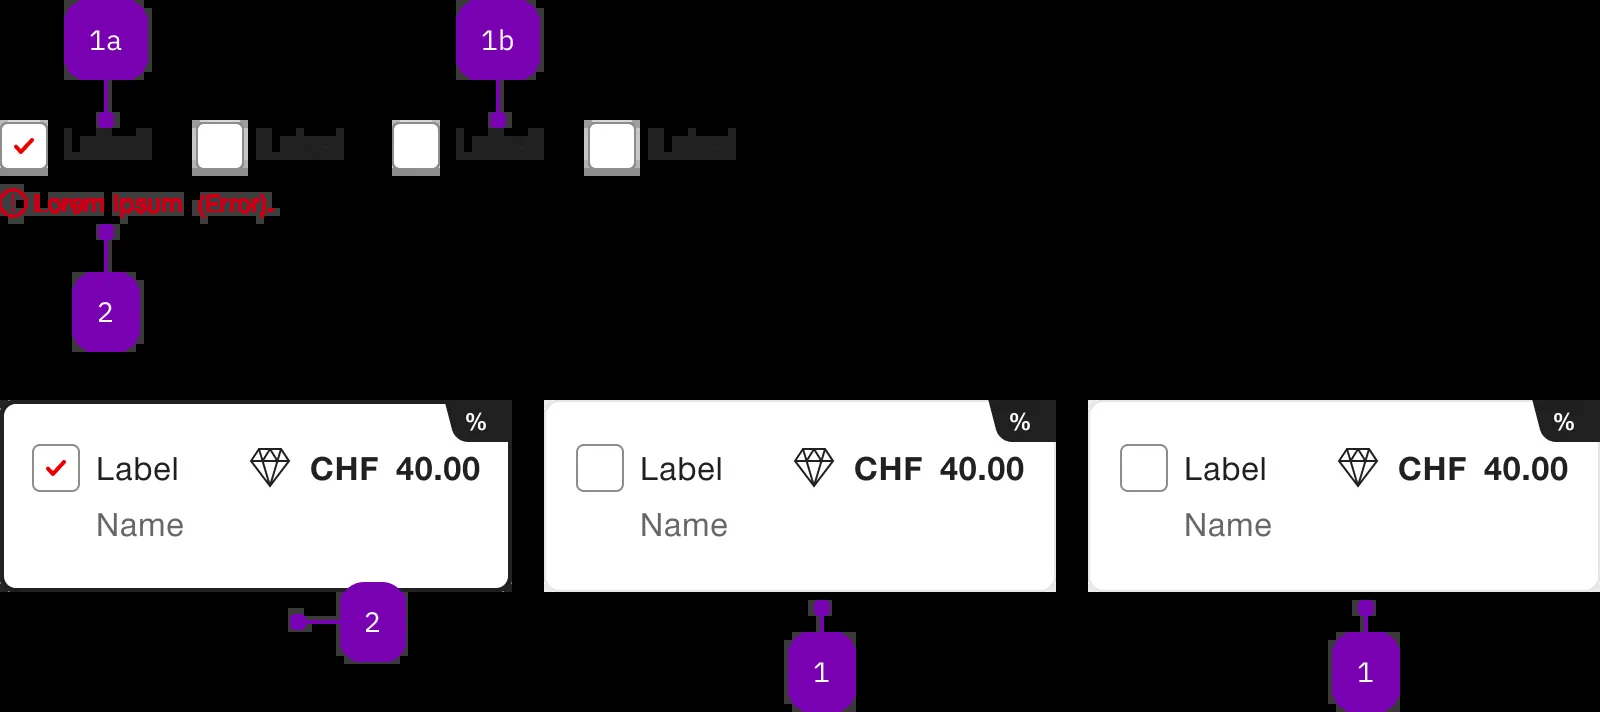 1a 1b
Label Label Label Label
Lorem Ipsum (Error).
2
% % %
Label CHF 40.00 Label CHF 40.00 Label CHF 40.00
Name Name Name
2
1 1